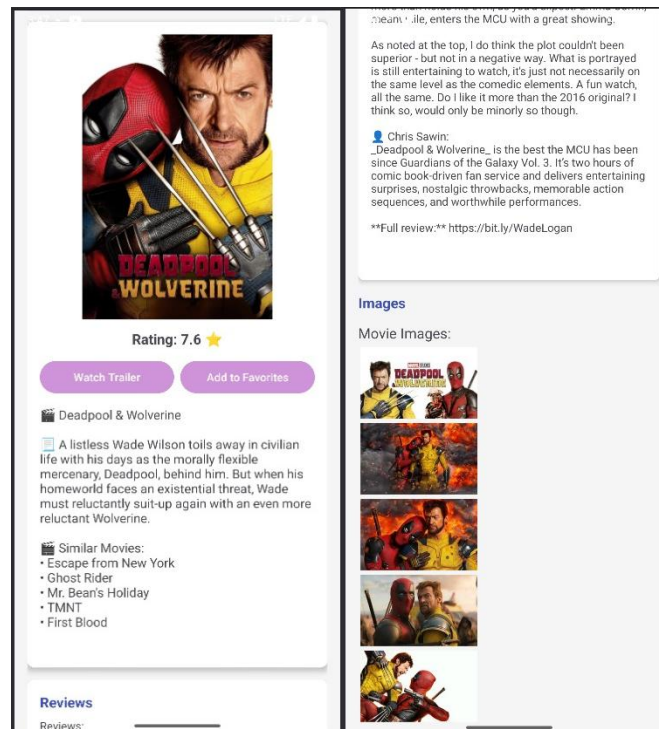 DEADPOOL
& WOLVERINE
Rating: 7.6 ⭐
Watch Trailer
Add to Favorites
🎬 Deadpool & Wolverine
📃 A listless Wade Wilson toils away in civilian
life with his days as the morally flexible
mercenary, Deadpool, behind him. But when his
homeworld faces an existential threat, Wade
must reluctantly suit-up again with an even more
reluctant Wolverine.
🎬 Similar Movies:
• Escape from New York
• Ghost Rider
• Mr. Bean's Holiday
• TMNT
• First Blood
Reviews
Reviews:
enters the MCU with a great showing.
As noted at the top, I do think the plot couldn't been
superior - but not in a negative way. What is portrayed
is still entertaining to watch, it's just not necessarily on
the same level as the comedic elements. A fun watch,
all the same. Do I like it more than the 2016 original? I
think so, would only be minorly so though.
👤 Chris Sawin:
_Deadpool & Wolverine_ is the best the MCU has been
since Guardians of the Galaxy Vol. 3. It's two hours of
comic book-driven fan service and delivers entertaining
surprises, nostalgic throwbacks, memorable action
sequences, and worthwhile performances.
**Full review:** https://bit.ly/WadeLogan
Images
Movie Images:
DEADPOOL
WOLVERINE